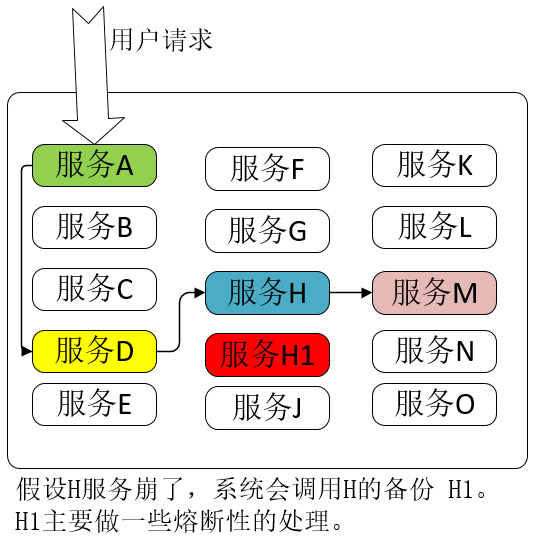 用户请求
服务A
服务F
服务K
服务B
服务G
服务L
服务C
服务H
服务M
服务D
服务H1
服务N
服务E
服务J
服务O
假设H服务崩了，系统会调用H的备份 H1。
H1主要做一些熔断性的处理。